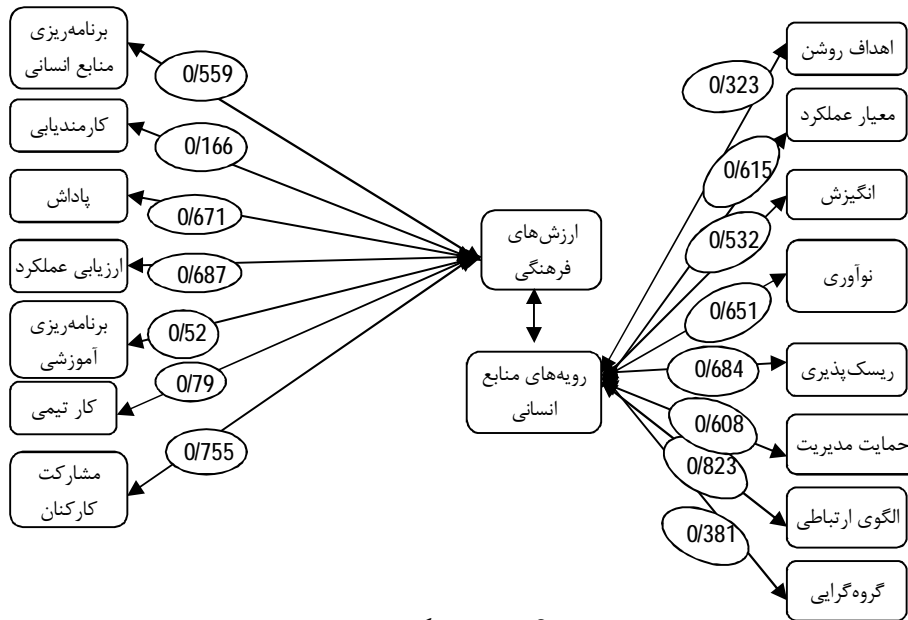 اهداف روشن
معیار عملکرد
انگیزش
نوآوری
ریسک‌پذیری
حمایت مدیریت
الگوی ارتباطی
گروه‌گرایی
0/323
0/615
0/532
0/651
0/684
0/608
0/823
0/381
ارزش‌های
فرهنگی
رویه‌های منابع
انسانی
0/559
0/166
0/671
0/687
0/52
0/79
0/755
برنامه‌ریزی
منابع انسانی
کارمندیابی
پاداش
ارزیابی عملکرد
برنامه‌ریزی
آموزشی
کار تیمی
مشارکت
کارکنان